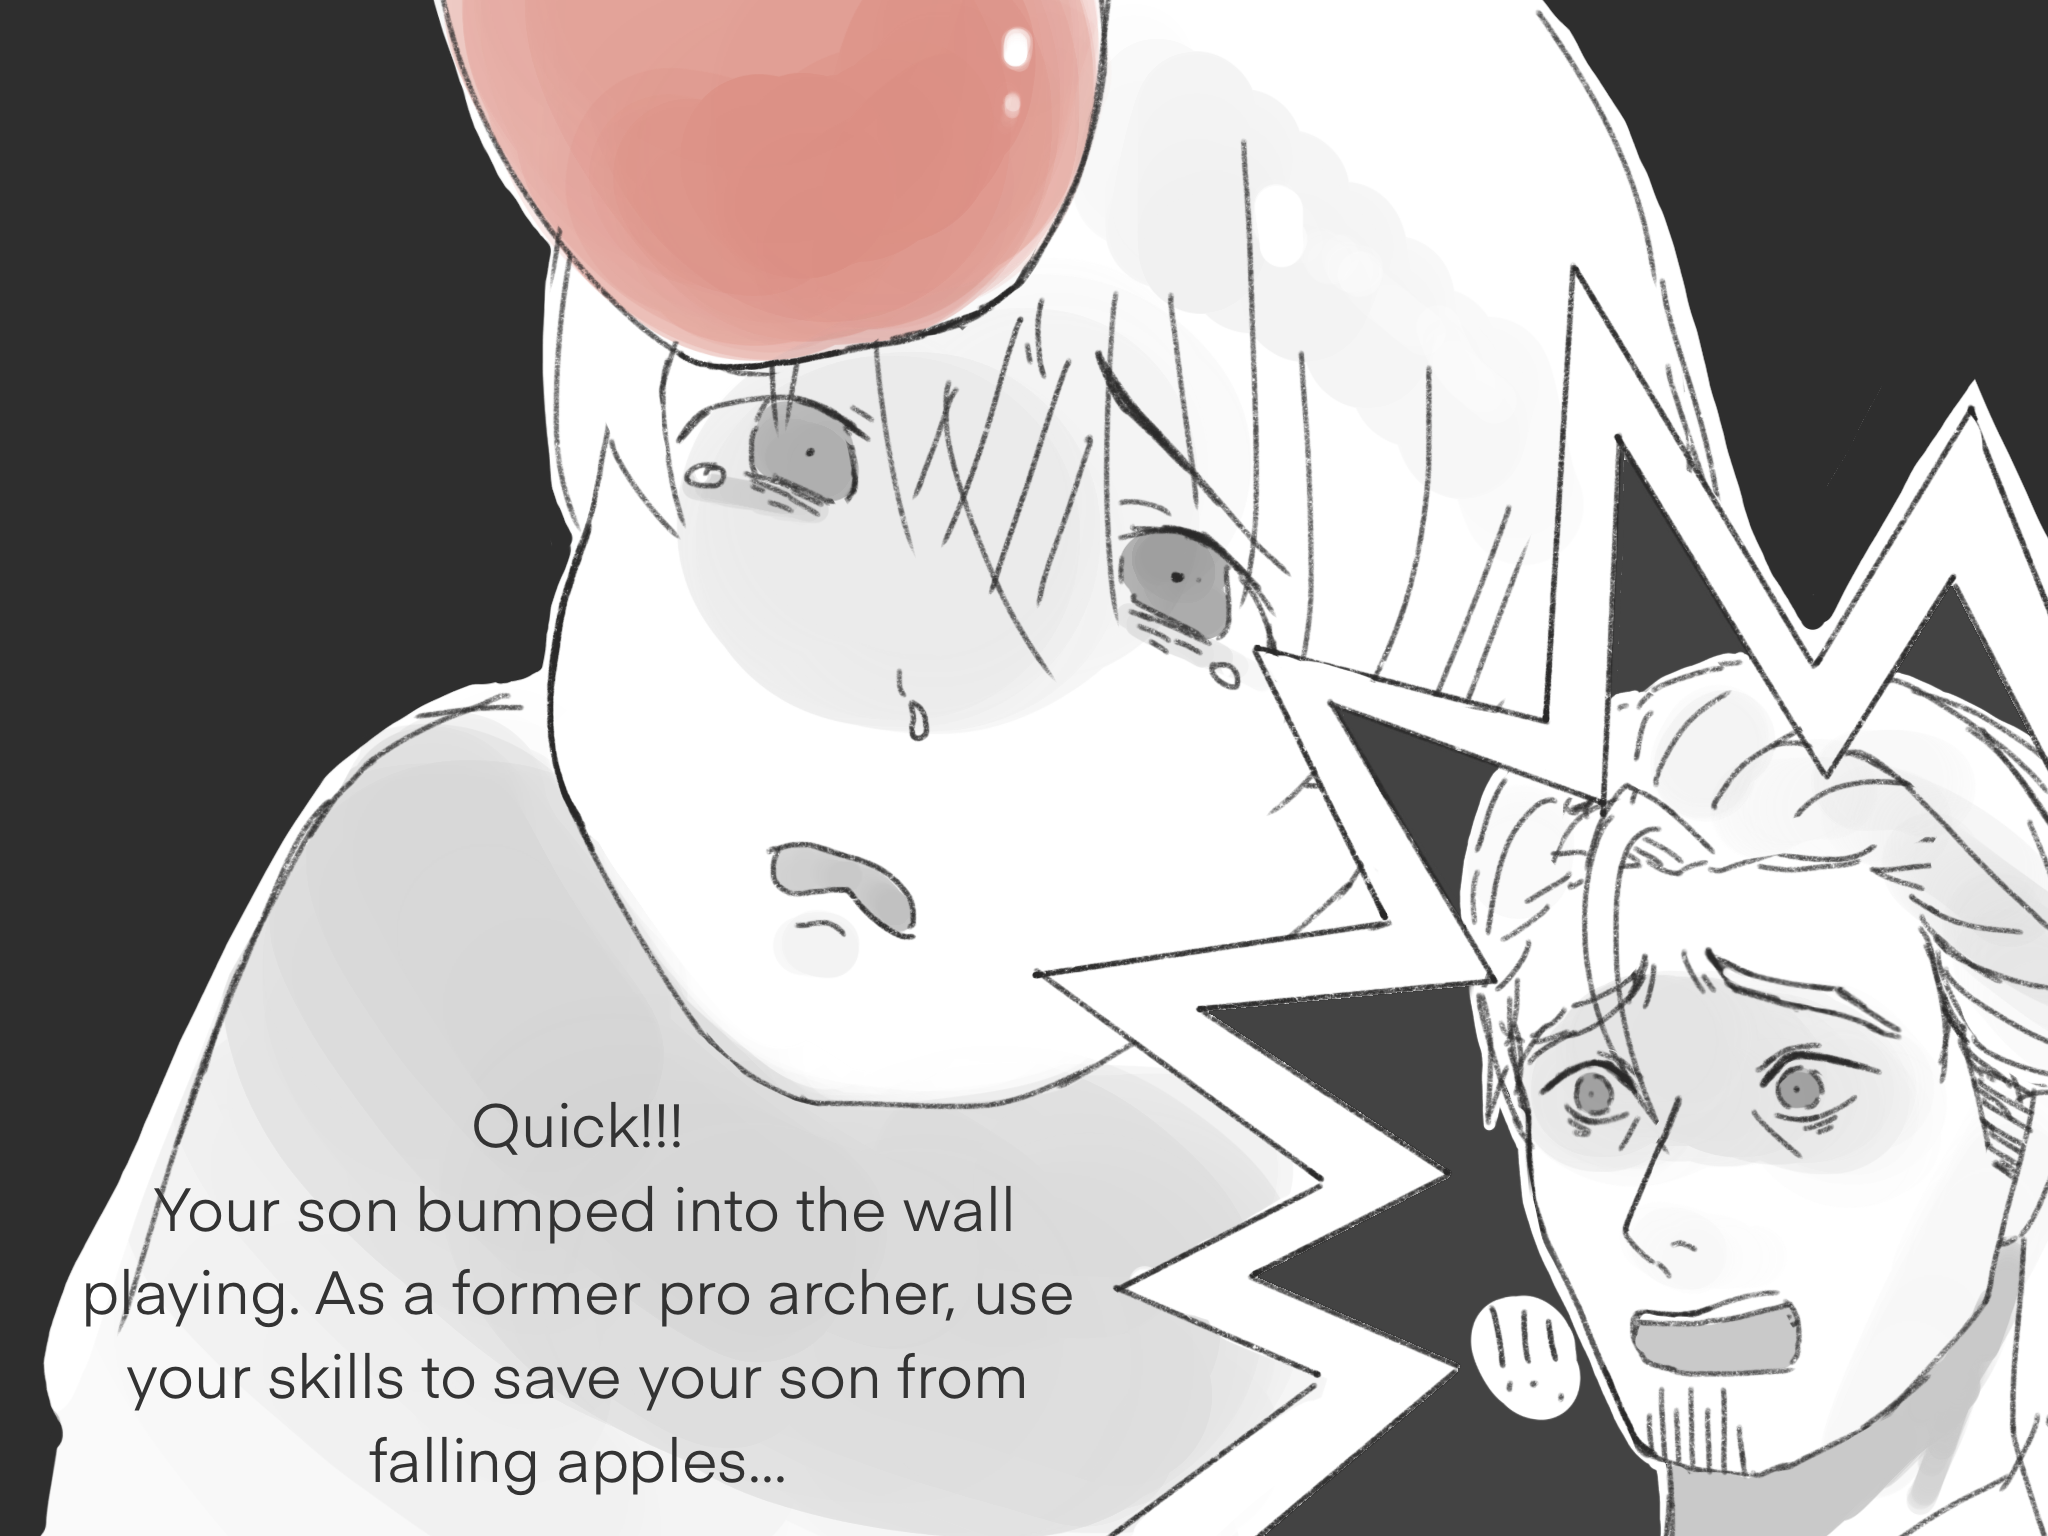 Quick!!!
Your son bumped into the wall
playing. As a former pro archer, use
your skills to save your son from
falling apples...
!!!